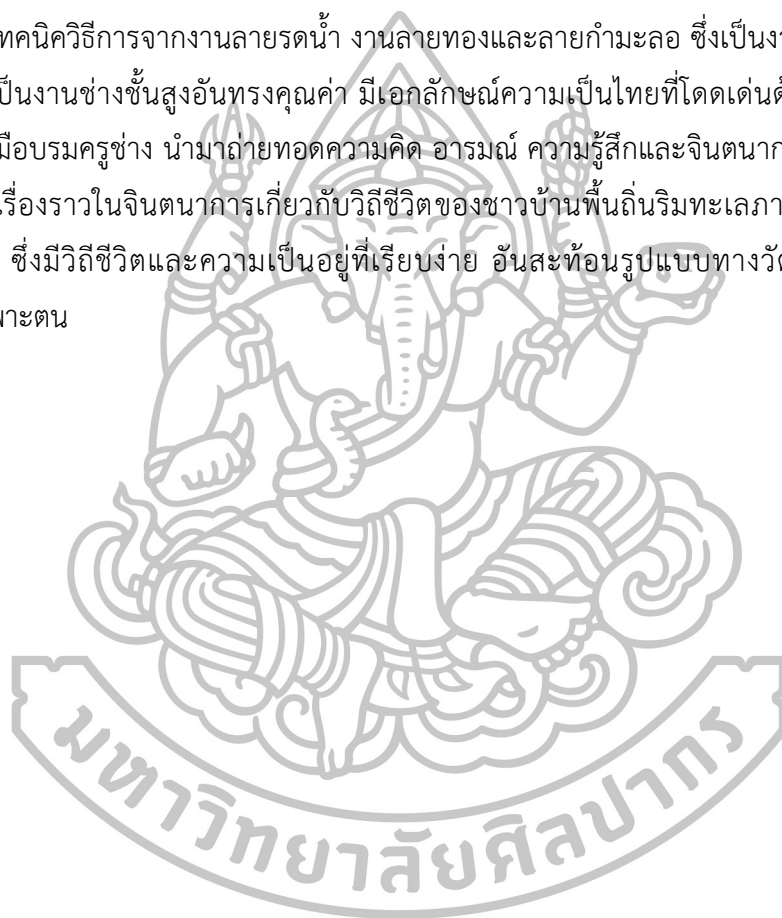 ทคนิควิธีการจากงานลายรดน้ำ งานลายทองและลายกำมะลอ ซึ่งเป็นงา
ป็นงานช่างชั้นสูงอันทรงคุณค่า มีเอกลักษณ์ความเป็นไทยที่โดดเด่นด้
มือบรมครูช่าง นำมาถ่ายทอดความคิด อารมณ์ ความรู้สึกและจินตนาก
เรื่องราวในจินตนาการเกี่ยวกับวิถีชีวิตของชาวบ้านพื้นถิ่นริมทะเลภา
ซึ่งมีวิถีชีวิตและความเป็นอยู่ที่เรียบง่าย อันสะท้อนรูปแบบทางวัด
พาะตน
มหาวิทยาลัยศิลปากร